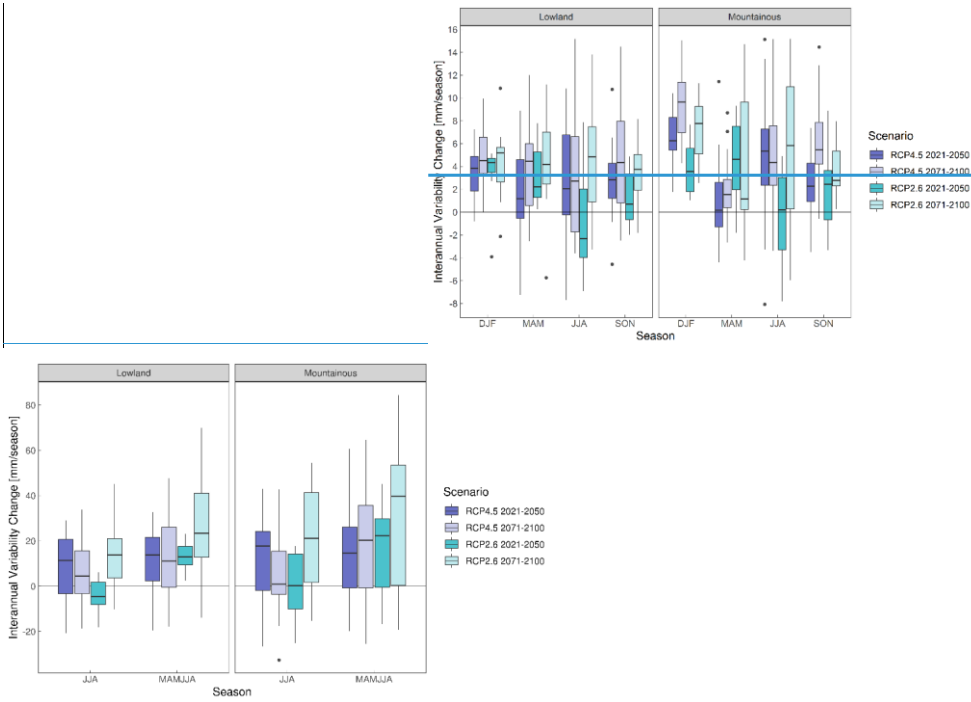 Lowland
Mountainous
Interannual Variability Change [mm/season]
16
14
12
10
8
6
4
2
0
-2
-4
-6
-8
DJF MAM JJA SON
DJF MAM JJA SON
Season
Scenario
RCP4.5 2021-2050
RCP4.5 2071-2100
RCP2.6 2021-2050
RCP2.6 2071-2100
Lowland
Mountainous
Interannual Variability Change [mm/season]
80
60
40
20
0
-20
JJA MAMJJA
JJA MAMJJA
Season
Scenario
RCP4.5 2021-2050
RCP4.5 2071-2100
RCP2.6 2021-2050
RCP2.6 2071-2100